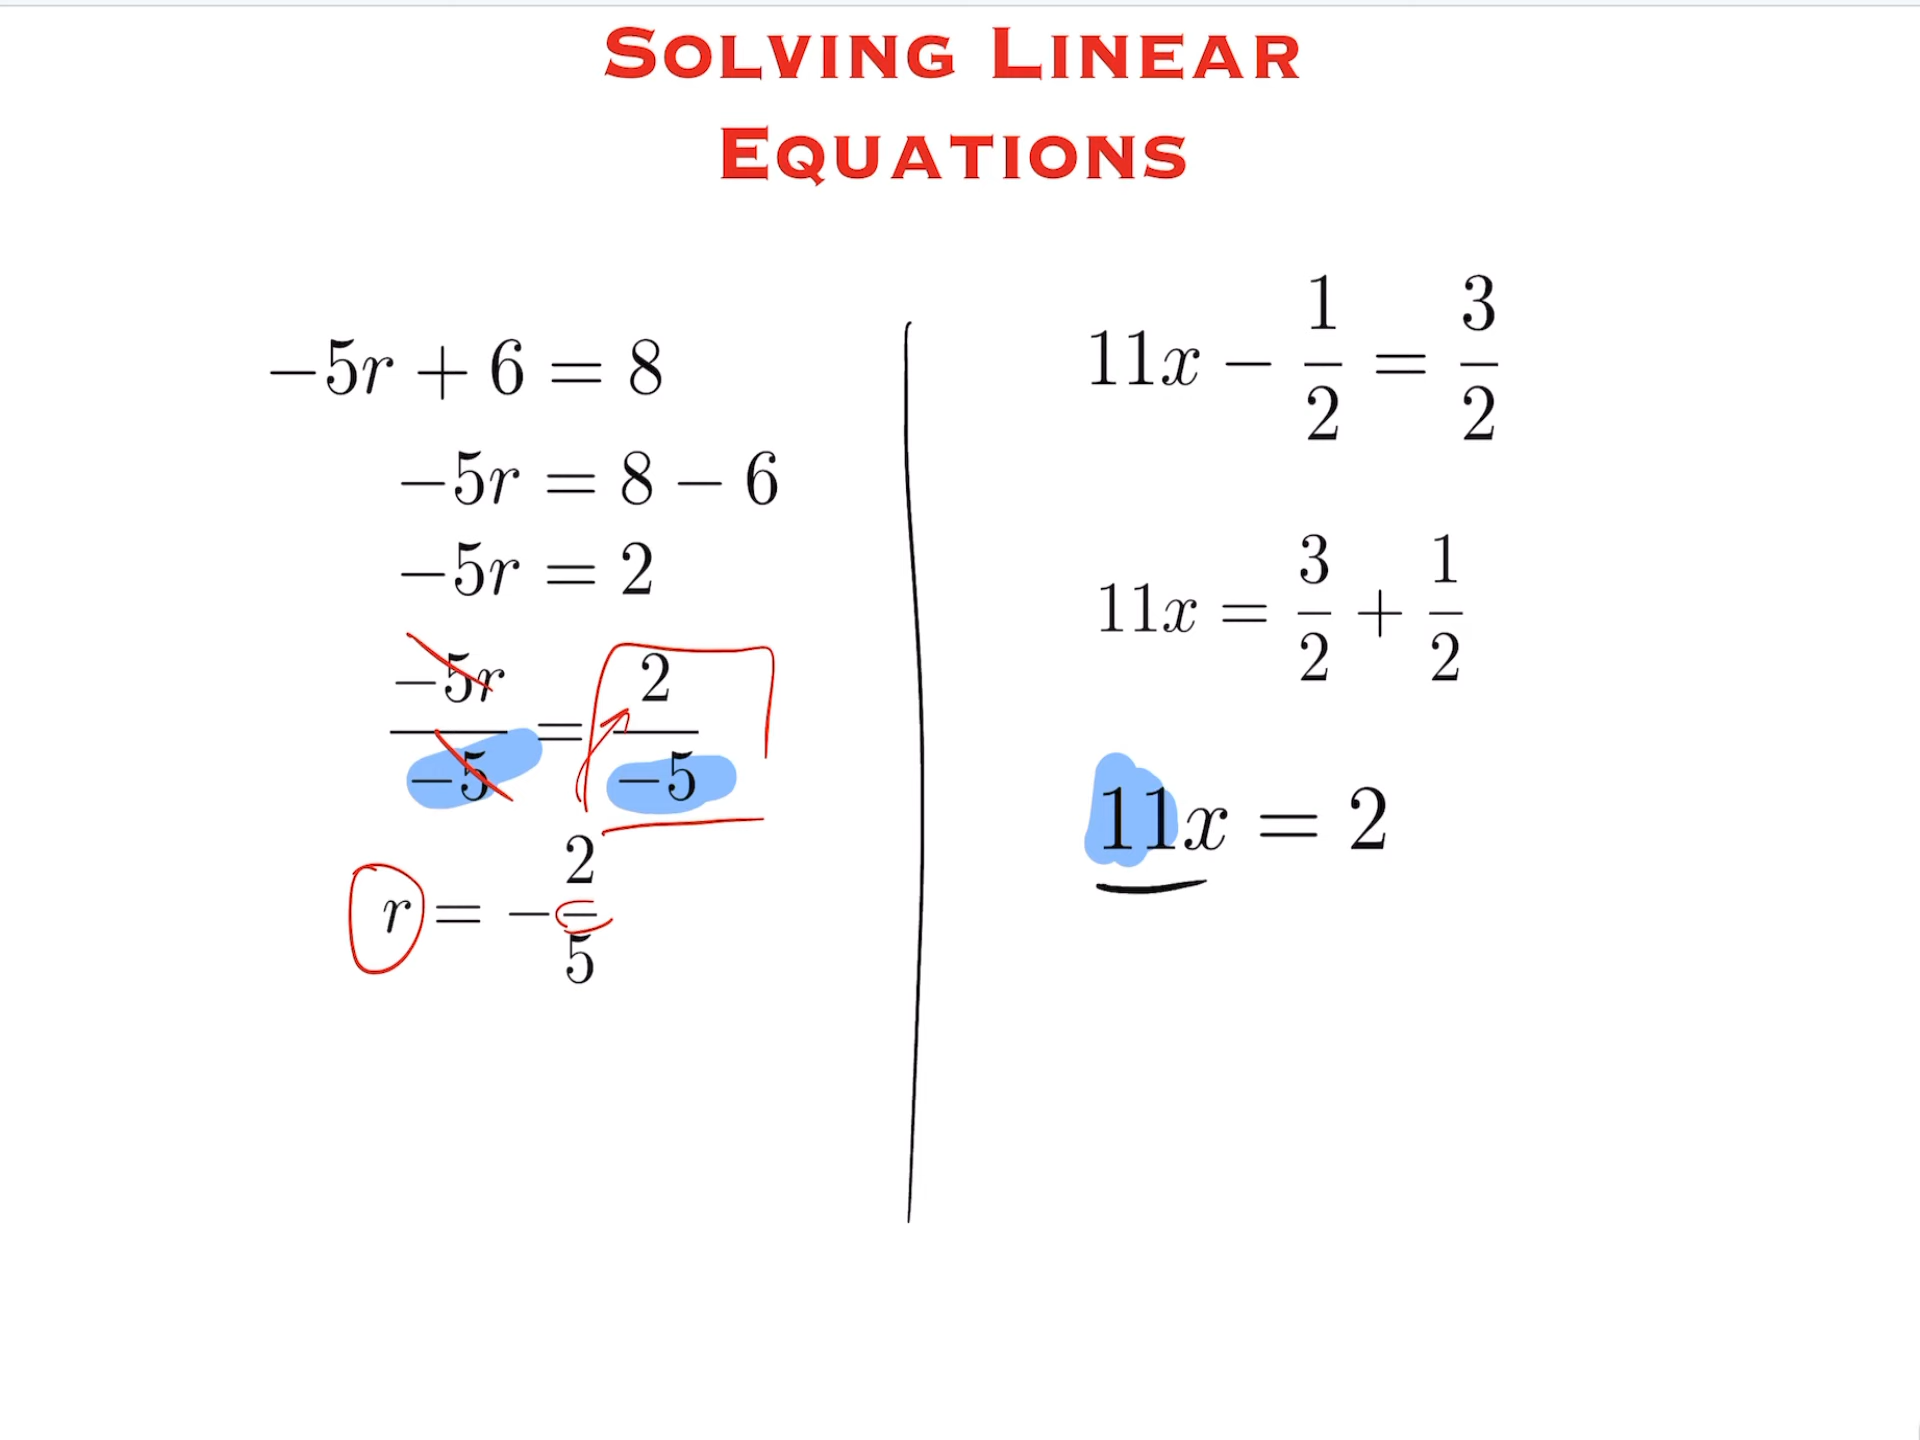 SOLVING LINEAR
EQUATIONS
−5r + 6 = 8
−5r = 8 − 6
−5r = 2
−5r/−5 = 2/−5
r = −2/5
11x − 1/2 = 3/2
11x = 3/2 + 1/2
11x = 2